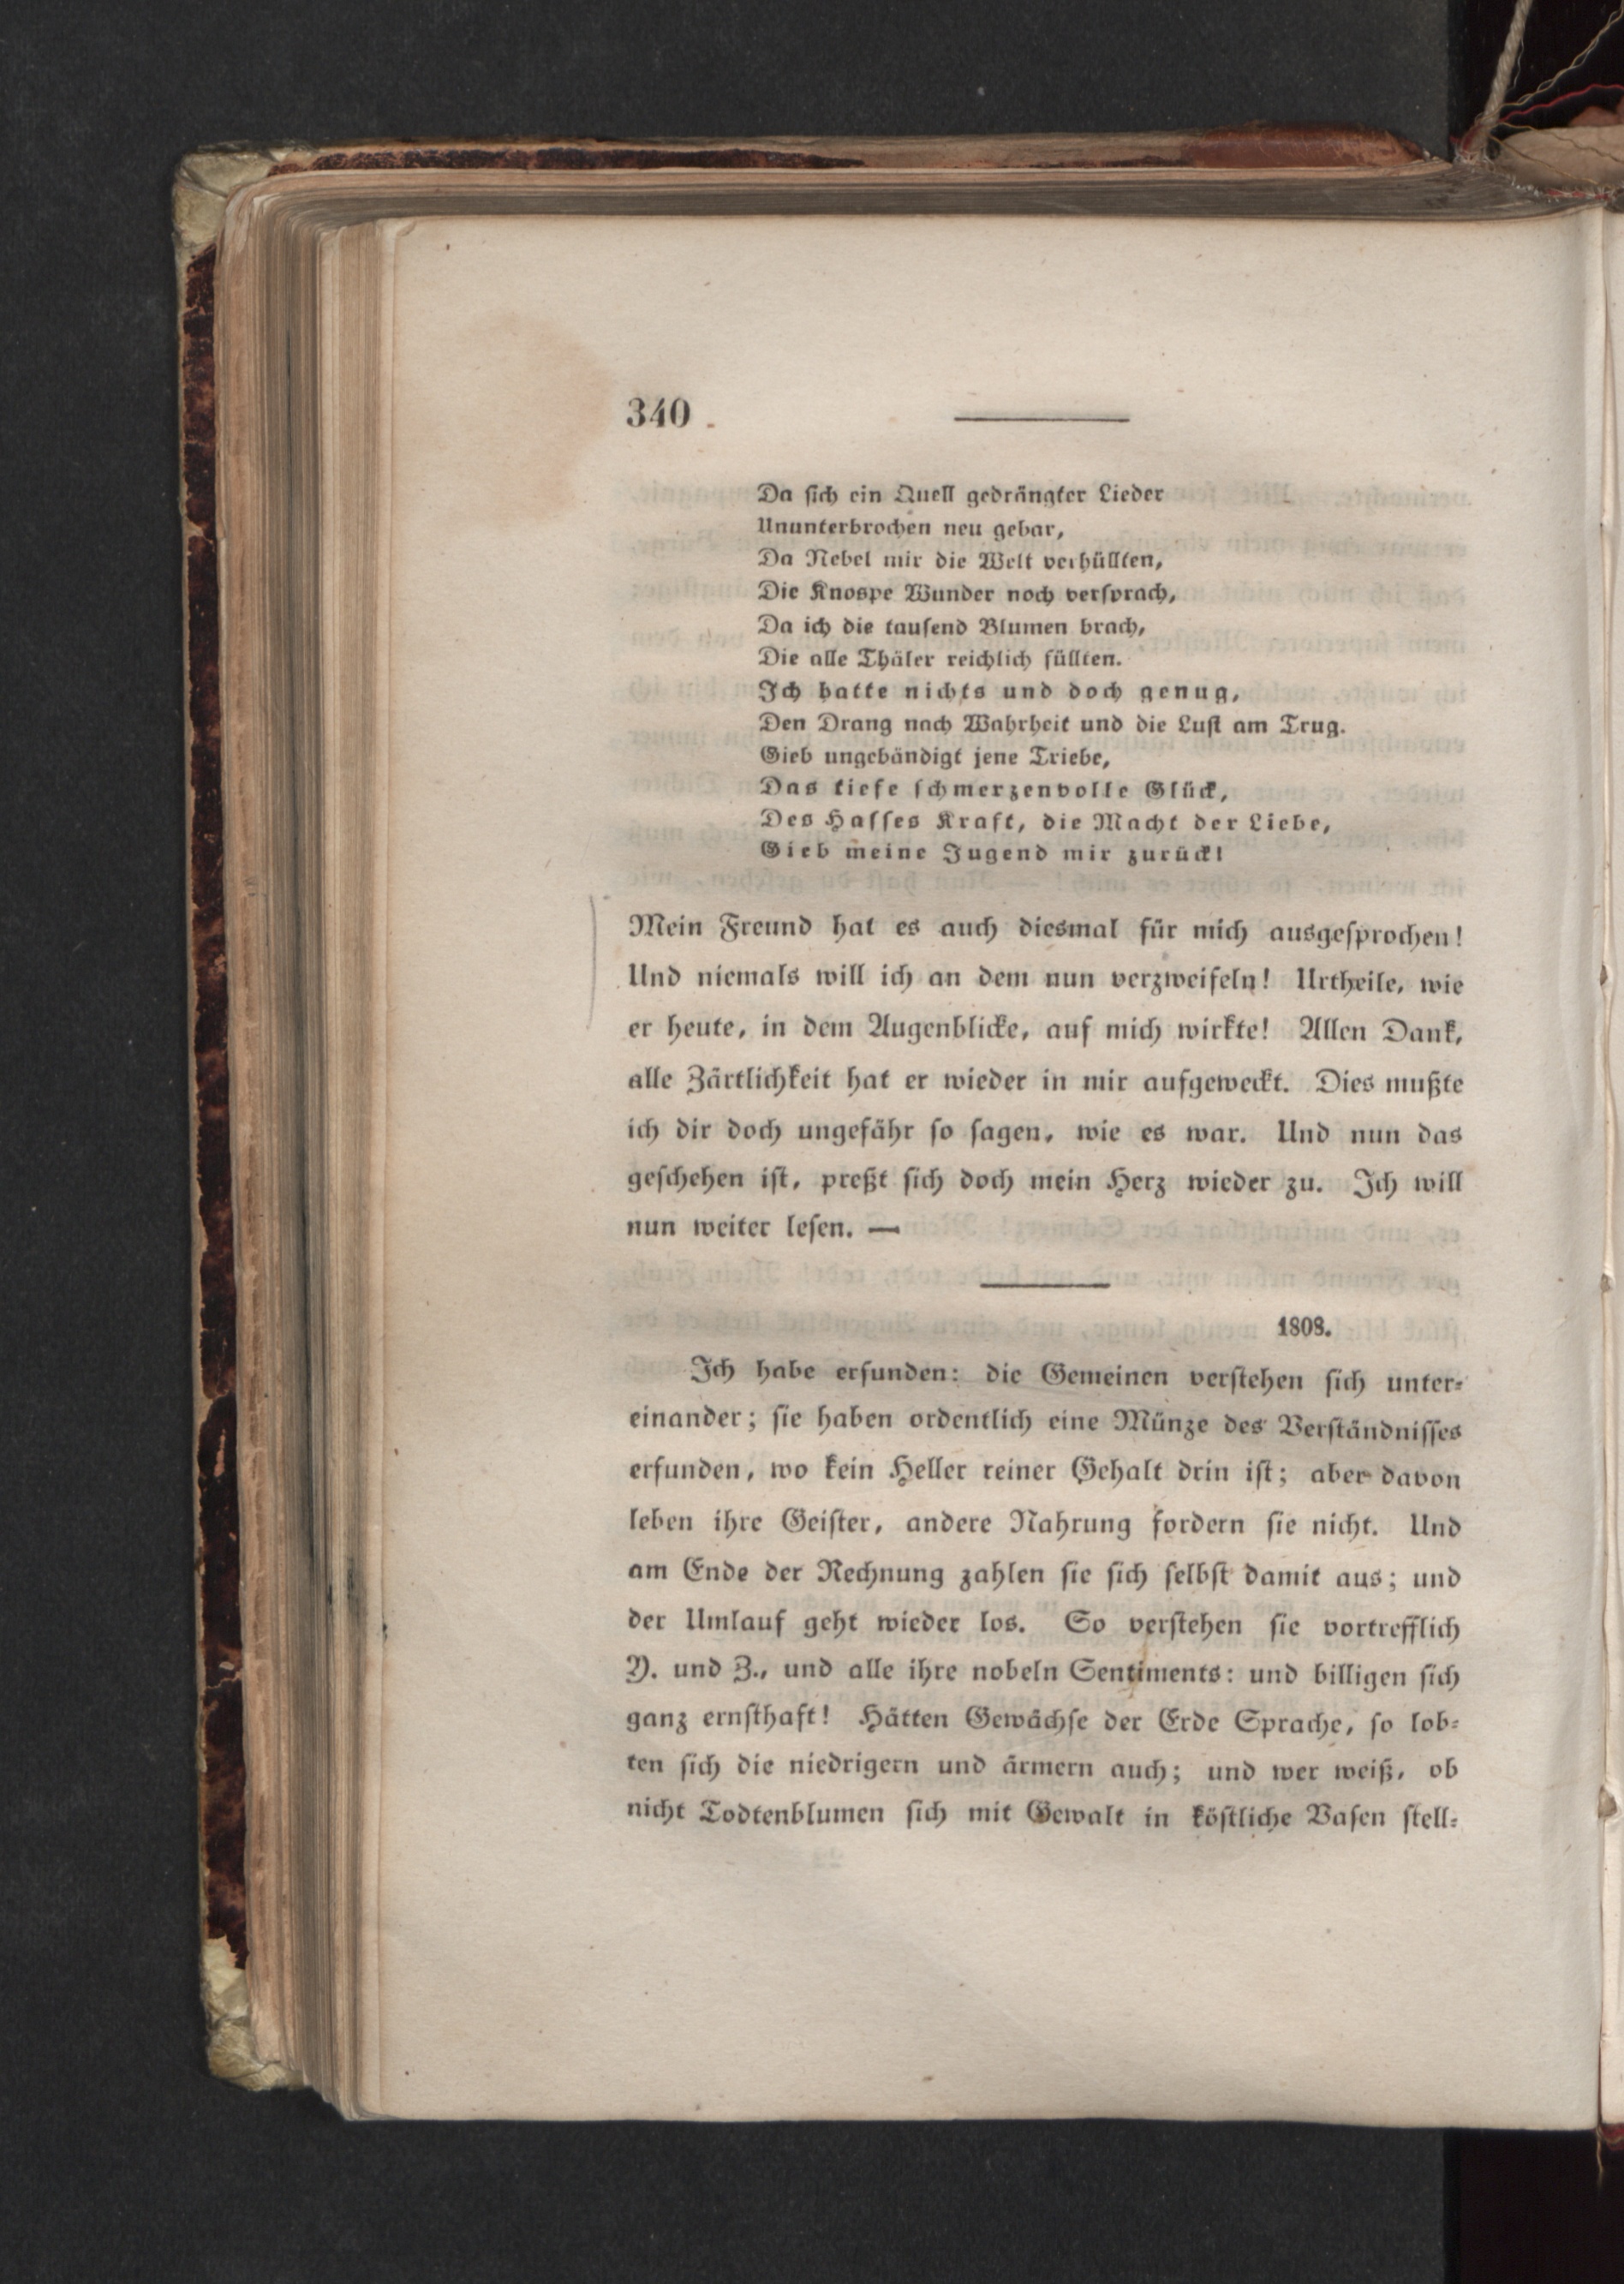 340
Da ſich ein Quell gedrängter Lieder
Ununterbrochen neu gebar,
Da Nebel mir die Welt verhüllten,
Die Knospe Wunder noch verſprach,
Da ich die tauſend Blumen brach,
Die alle Thäler reichlich füllten.
Ich hatte nichts und doch genug,
Den Drang nach Wahrheit und die Luſt am Trug.
Gieb ungebändigt jene Triebe,
Das tiefe ſchmerzenvolle Glück,
Des Haſſes Kraft, die Macht der Liebe,
Gieb meine Jugend mir zurück!
Mein Freund hat es auch diesmal für mich ausgeſprochen!
Und niemals will ich an dem nun verzweifeln! Urtheile, wie
er heute, in dem Augenblicke, auf mich wirkte! Allen Dank,
alle Zärtlichkeit hat er wieder in mir aufgeweckt. Dies mußte
ich dir doch ungefähr ſo ſagen, wie es war. Und nun das
geſchehen iſt, preßt ſich doch mein Herz wieder zu. Ich will
nun weiter leſen. —
1808.
Ich habe erfunden: die Gemeinen verſtehen ſich unter⸗
einander; ſie haben ordentlich eine Münze des Verſtändniſſes
erfunden, wo kein Heller reiner Gehalt drin iſt; aber davon
leben ihre Geiſter, andere Nahrung fordern ſie nicht. Und
am Ende der Rechnung zahlen ſie ſich ſelbſt damit aus; und
der Umlauf geht wieder los. So verſtehen ſie vortrefflich
Y. und Z., und alle ihre nobeln Sentiments: und billigen ſich
ganz ernſthaft! Hätten Gewächſe der Erde Sprache, ſo lob⸗
ten ſich die niedrigern und ärmern auch; und wer weiß, ob
nicht Todtenblumen ſich mit Gewalt in köſtliche Vaſen ſtell⸗